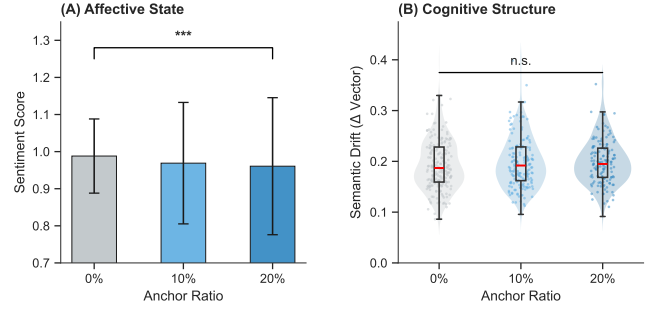 (A) Affective State
Sentiment Score
1.3
1.2
1.1
1.0
0.9
0.8
0.7
***
0%
10%
20%
Anchor Ratio
(B) Cognitive Structure
Semantic Drift (Δ Vector)
0.4
0.3
0.2
0.1
0.0
n.s.
0%
10%
20%
Anchor Ratio